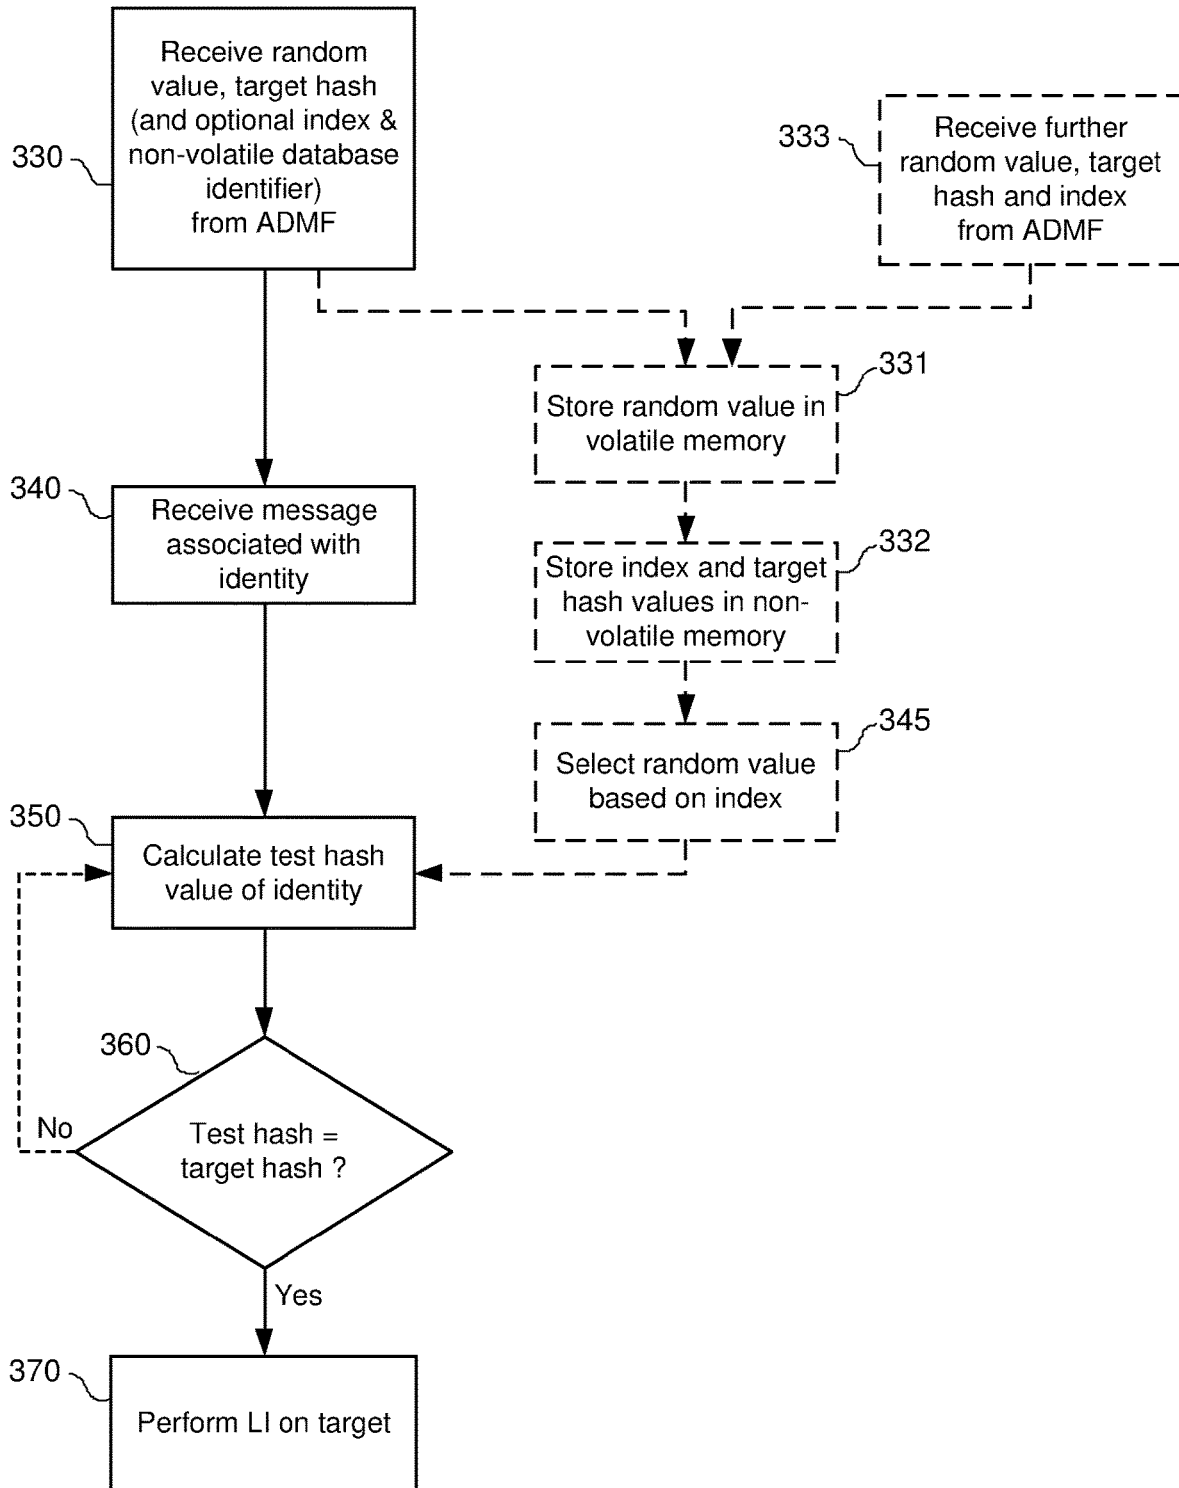 Receive random
value, target hash
(and optional index &
non-volatile database
identifier)
from ADMF
330
Receive further
random value, target
hash and index
from ADMF
333
Store random value in
volatile memory
331
Receive message
associated with
identity
340
Store index and target
hash values in non-
volatile memory
332
Select random value
based on index
345
Calculate test hash
value of identity
350
Test hash =
target hash ?
360
No
Yes
Perform LI on target
370